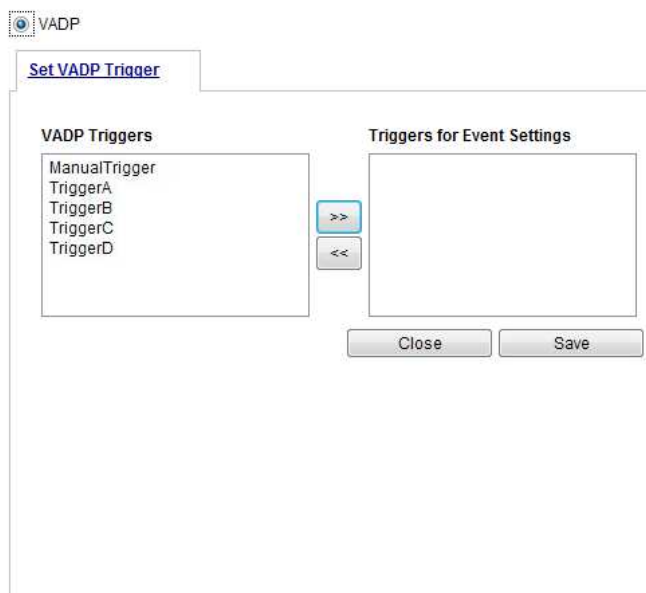 VADP
Set VADP Trigger
VADP Triggers
Triggers for Event Settings
ManualTrigger
TriggerA
TriggerB
TriggerC
TriggerD
>>
<<
Close
Save